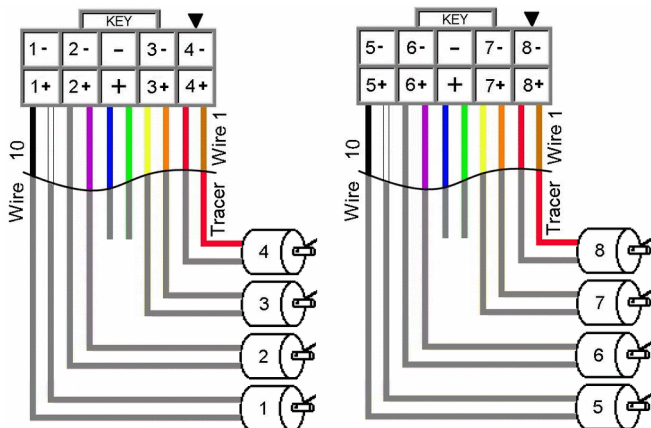 KEY
1- 2- – 3- 4-
1+ 2+ + 3+ 4+
Wire 10
Wire 1
Tracer
4
3
2
1
KEY
5- 6- – 7- 8-
5+ 6+ + 7+ 8+
Wire 10
Wire 1
Tracer
8
7
6
5